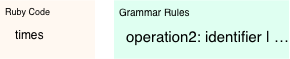 Ruby Code
times
Grammar Rules
operation2: identifier | …